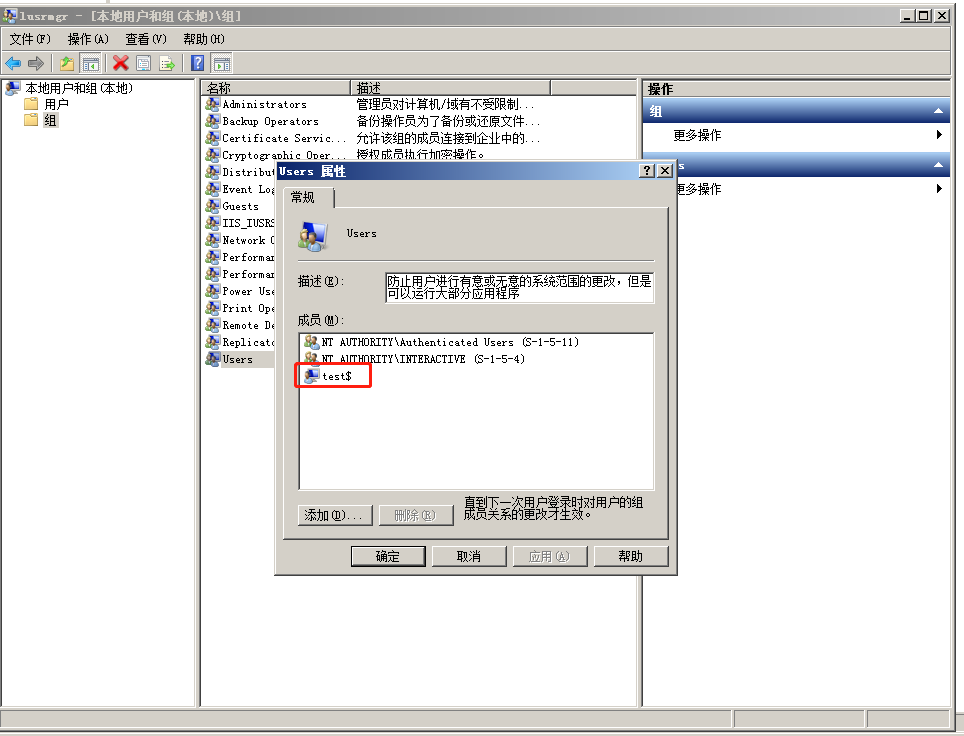 lusrmgr - [本地用户和组(本地)\组]
文件(F) 操作(A) 查看(V) 帮助(H)
本地用户和组(本地)
用户
组
名称 描述
Administrators 管理员对计算机/域有不受限制...
Backup Operators 备份操作员为了备份或还原文件...
Certificate Servic... 允许该组的成员连接到企业中的...
Cryptographic Oper... 授权成员执行加密操作。
Distribut
Event Log
Guests
IIS_IUSRS
Network C
Performan
Performan
Power Use
Print Ope
Remote De
Replicato
Users
操作
组
更多操作
s
更多操作
Users 属性
常规
Users
描述(E):
防止用户进行有意或无意的系统范围的更改，但是
可以运行大部分应用程序
成员(M):
NT AUTHORITY\Authenticated Users (S-1-5-11)
NT AUTHORITY\INTERACTIVE (S-1-5-4)
test$
添加(D)... 删除(R)
直到下一次用户登录时对用户的组
成员关系的更改才生效。
确定 取消 应用(A) 帮助